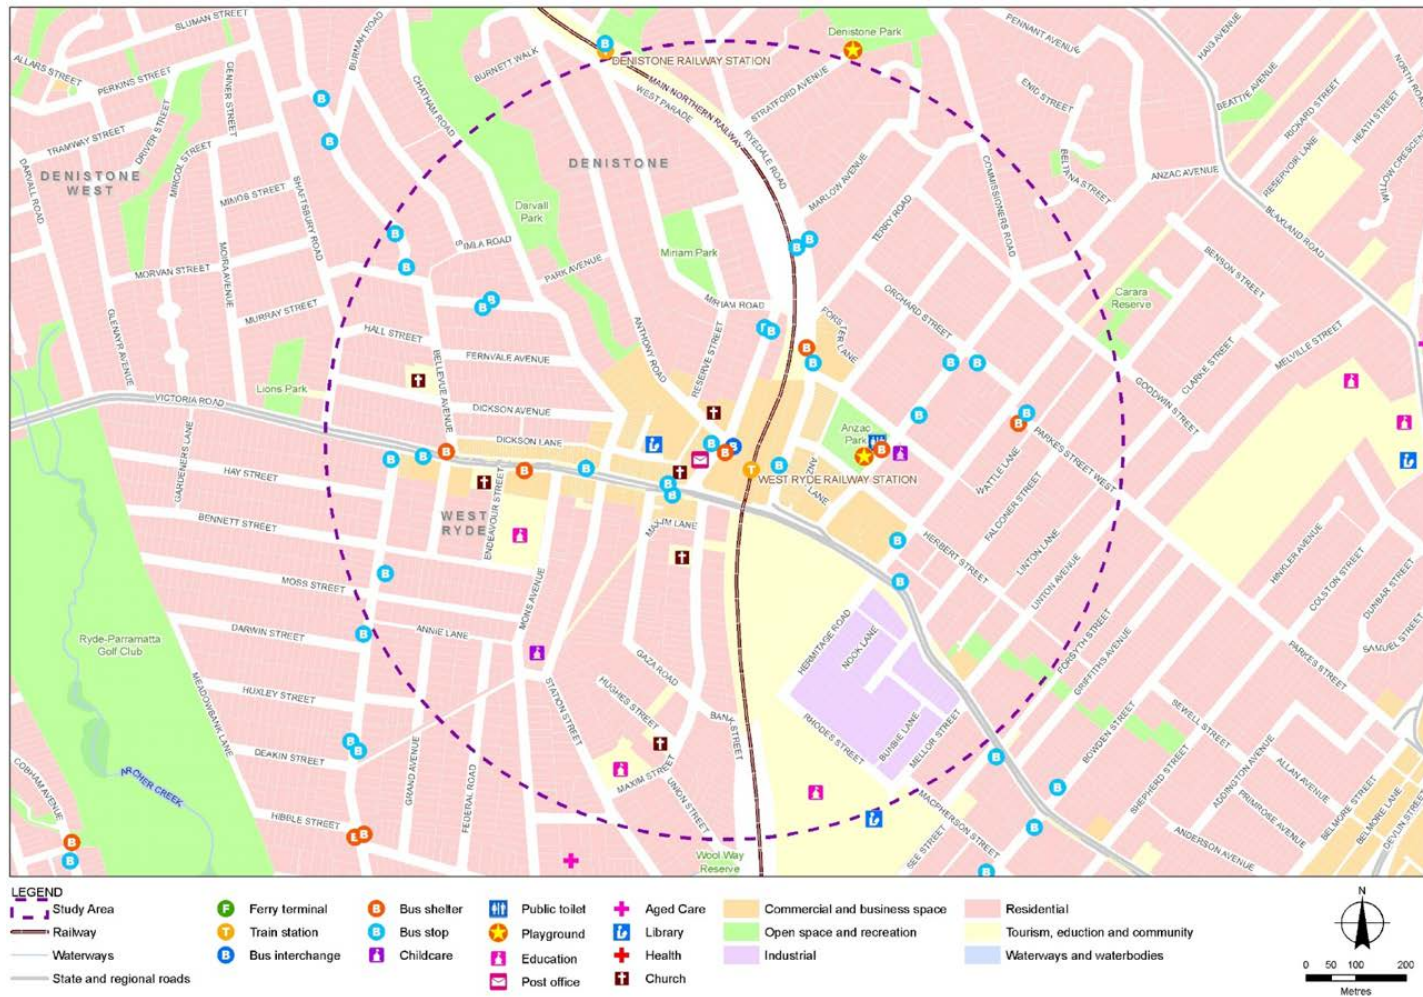 SLUMAN STREET
BURMAH ROAD
ALLARS STREET
PERKINS STREET
GENNER STREET
CHATHAM ROAD
BURNETT WALK
DENISTONE RAILWAY STATION
MAIN NORTHERN RAILWAY
WEST PARADE
Denistone Park
STRATFORD AVENUE
RYEDALE ROAD
PENNANT AVENUE
ENID STREET
HAIG AVENUE
BEATTIE AVENUE
RICKARD STREET
HEATH STREET
NORTH ROAD
RESERVOIR LANE
WILLOW CRESCENT
TRAMWAY STREET
DRIVER STREET
MIRGOL STREET
DARVALL ROAD
DENISTONE
WEST
MIMOS STREET
SHAFTSBURY ROAD
DENISTONE
MARLOW AVENUE
TERRY ROAD
COMMISSIONERS ROAD
BELTANA STREET
ANZAC AVENUE
BLAXLAND ROAD
Darvall
Park
SIMLA ROAD
PARK AVENUE
Miriam Park
MORVAN STREET
MOIRA AVENUE
BENSON STREET
Carara
Reserve
GLENAYR AVENUE
MURRAY STREET
HALL STREET
FERNVALE AVENUE
BELLEVUE AVENUE
ANTHONY ROAD
MIRIAM ROAD
RESERVE STREET
FORSTER LANE
ORCHARD STREET
GOODWIN STREET
CLARKE STREET
MELVILLE STREET
Lions Park
VICTORIA ROAD
DICKSON AVENUE
DICKSON LANE
GARDENERS LANE
HAY STREET
Anzac
Park
WEST RYDE RAILWAY STATION
WATTLE LANE
PARKES STREET WEST
FALCONER STREET
WEST
RYDE
ENDEAVOUR STREET
BENNETT STREET
MAXIM LANE
HERBERT STREET
LINTON LANE
LINTON AVENUE
HINKLER AVENUE
COLSTON STREET
DUNBAR STREET
SAMUEL STREET
MOSS STREET
MONS AVENUE
ANNIE LANE
DARWIN STREET
Ryde-Parramatta
Golf Club
HERMITAGE ROAD
NOOK LANE
FORSYTH STREET
GRIFFITHS AVENUE
PARKES STREET
MEADOWBANK LANE
HUXLEY STREET
GAZA ROAD
HUGHES STREET
STATION STREET
BANK STREET
RHODES STREET
BUNBIE LANE
MELLOR STREET
BOWDEN STREET
SEWELL STREET
DEAKIN STREET
GRAND AVENUE
FEDERAL ROAD
MAXIM STREET
UNION STREET
SHEPHERD STREET
ADDINGTON AVENUE
ALLAN AVENUE
PRIMROSE AVENUE
BELMORE STREET
BELMORE LANE
DEVLIN STREET
COBHAM AVENUE
ARCHER CREEK
HIBBLE STREET
MACPHERSON STREET
SEE STREET
ANDERSON AVENUE
Wool Way
Reserve
LEGEND
Study Area
Railway
Waterways
State and regional roads
F Ferry terminal
T Train station
B Bus interchange
B Bus shelter
B Bus stop
Childcare
Public toilet
Playground
Education
Post office
Aged Care
Library
Health
Church
Commercial and business space
Open space and recreation
Industrial
Residential
Tourism, eduction and community
Waterways and waterbodies
N
0 50 100 200
Metres